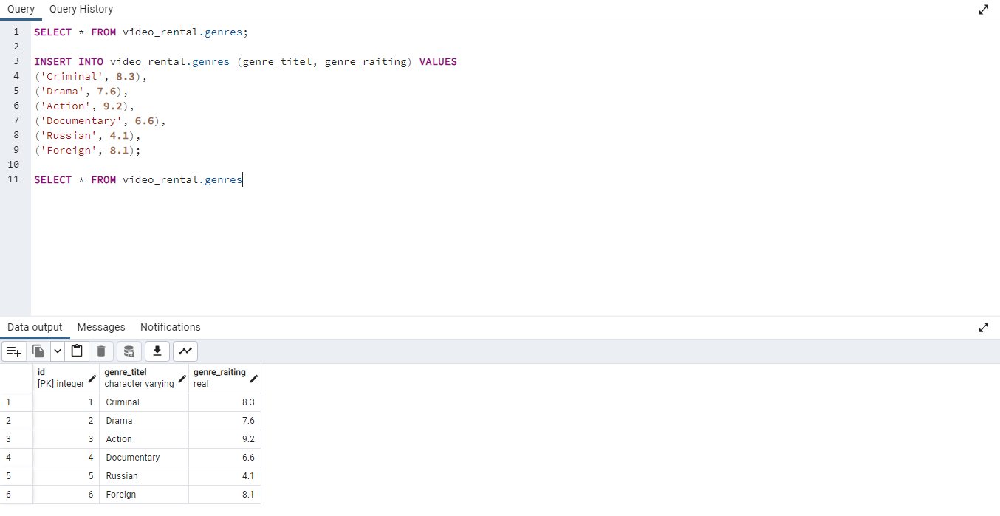 Query Query History
1 SELECT * FROM video_rental.genres;
2
3 INSERT INTO video_rental.genres (genre_titel, genre_raiting) VALUES
4 ('Criminal', 8.3),
5 ('Drama', 7.6),
6 ('Action', 9.2),
7 ('Documentary', 6.6),
8 ('Russian', 4.1),
9 ('Foreign', 8.1);
10
11 SELECT * FROM video_rental.genres
Data output Messages Notifications
id genre_titel genre_raiting
[PK] integer character varying real
1 1 Criminal 8.3
2 2 Drama 7.6
3 3 Action 9.2
4 4 Documentary 6.6
5 5 Russian 4.1
6 6 Foreign 8.1